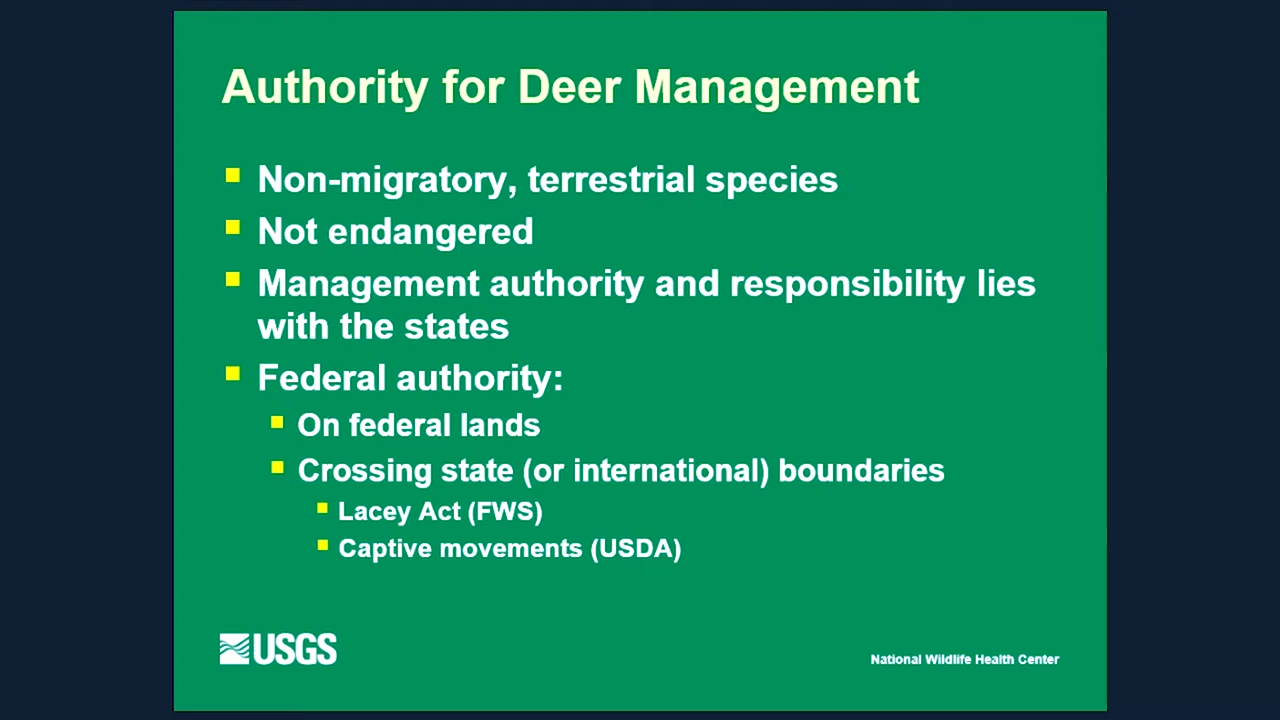 Authority for Deer Management
Non-migratory, terrestrial species
Not endangered
Management authority and responsibility lies
with the states
Federal authority:
On federal lands
Crossing state (or international) boundaries
Lacey Act (FWS)
Captive movements (USDA)
USGS
National Wildlife Health Center